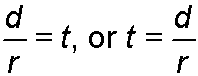 d/r = t, or t = d/r